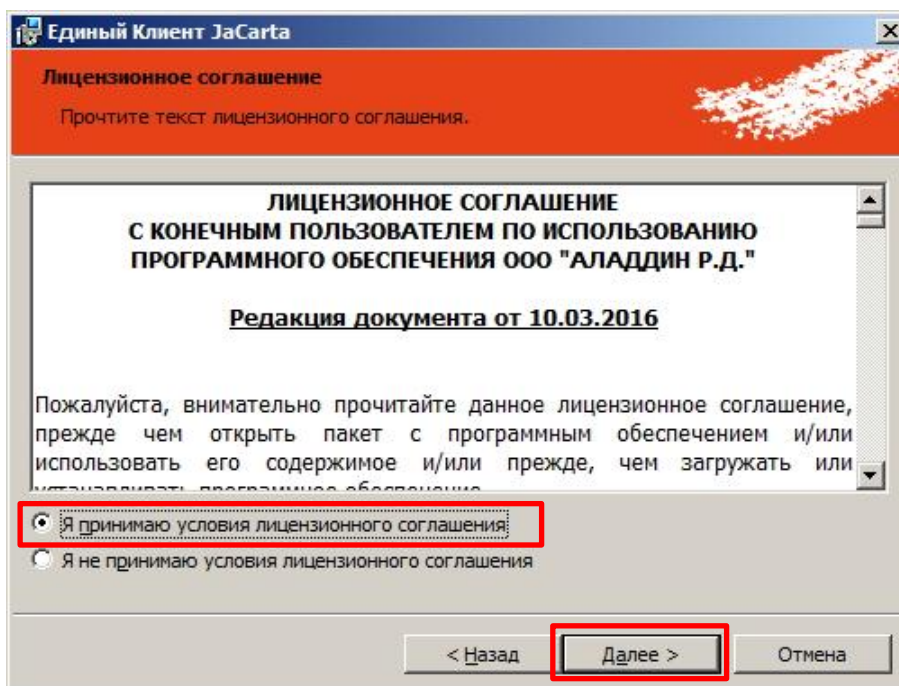 Единый Клиент JaCarta
Лицензионное соглашение
Прочтите текст лицензионного соглашения.
ЛИЦЕНЗИОННОЕ СОГЛАШЕНИЕ
С КОНЕЧНЫМ ПОЛЬЗОВАТЕЛЕМ ПО ИСПОЛЬЗОВАНИЮ
ПРОГРАММНОГО ОБЕСПЕЧЕНИЯ ООО "АЛАДДИН Р.Д."
Редакция документа от 10.03.2016
Пожалуйста, внимательно прочитайте данное лицензионное соглашение,
прежде чем открыть пакет с программным обеспечением и/или
использовать его содержимое и/или прежде, чем загружать или
устанавливать программное обеспечение
Я принимаю условия лицензионного соглашения
Я не принимаю условия лицензионного соглашения
< Назад
Далее >
Отмена